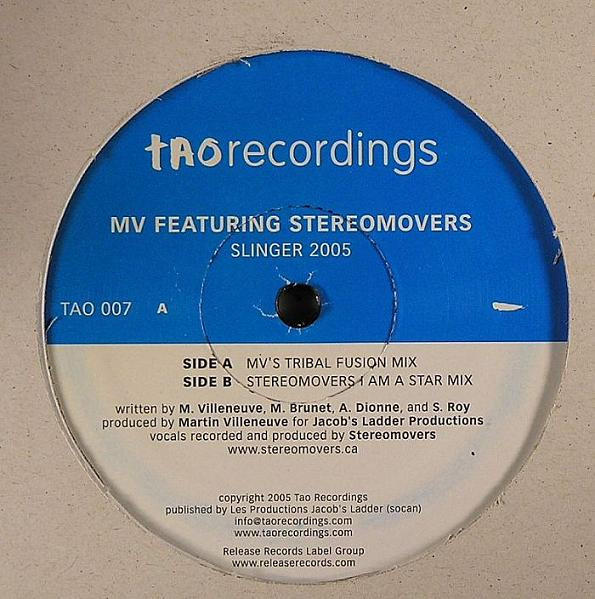 tAOrecordings
MV FEATURING STEREOMOVERS
SLINGER 2005
TAO 007 A
SIDE A MV'S TRIBAL FUSION MIX
SIDE B STEREOMOVERS I AM A STAR MIX
written by M. Villeneuve, M. Brunet, A. Dionne, and S. Roy
produced by Martin Villeneuve for Jacob's Ladder Productions
vocals recorded and produced by Stereomovers
www.stereomovers.ca
copyright 2005 Tao Recordings
published by Les Productions Jacob's Ladder (socan)
info@taorecordings.com
www.taorecordings.com
Release Records Label Group
www.releaserecords.com